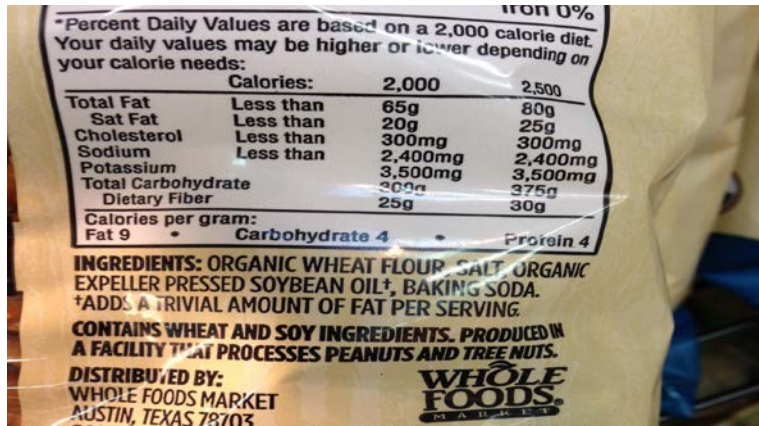 Iron 0%
*Percent Daily Values are based on a 2,000 calorie diet.
Your daily values may be higher or lower depending on
your calorie needs:
Calories: 2,000 2,500
Total Fat Less than 65g 80g
Sat Fat Less than 20g 25g
Cholesterol Less than 300mg 300mg
Sodium Less than 2,400mg 2,400mg
Potassium 3,500mg 3,500mg
Total Carbohydrate 300g 375g
Dietary Fiber 25g 30g
Calories per gram:
Fat 9 • Carbohydrate 4 • Protein 4
INGREDIENTS: ORGANIC WHEAT FLOUR, SALT, ORGANIC
EXPELLER PRESSED SOYBEAN OIL†, BAKING SODA.
†ADDS A TRIVIAL AMOUNT OF FAT PER SERVING.
CONTAINS WHEAT AND SOY INGREDIENTS. PRODUCED IN
A FACILITY THAT PROCESSES PEANUTS AND TREE NUTS.
DISTRIBUTED BY:
WHOLE FOODS MARKET
AUSTIN, TEXAS 78703
WHOLE
FOODS®
MARKET